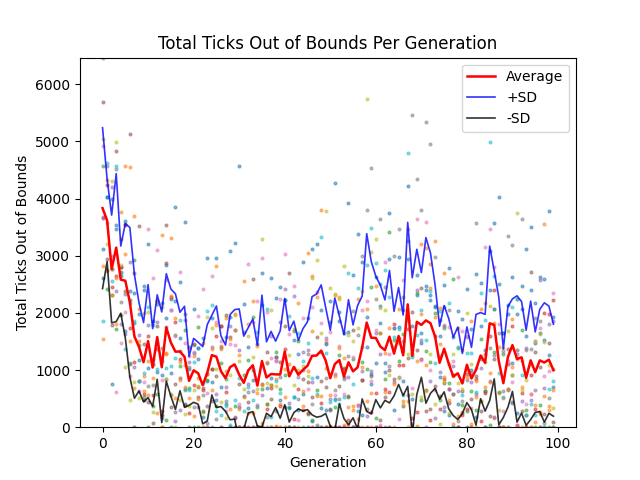 Total Ticks Out of Bounds Per Generation
Average
+SD
-SD
Total Ticks Out of Bounds
6000
5000
4000
3000
2000
1000
0
0
20
40
60
80
100
Generation